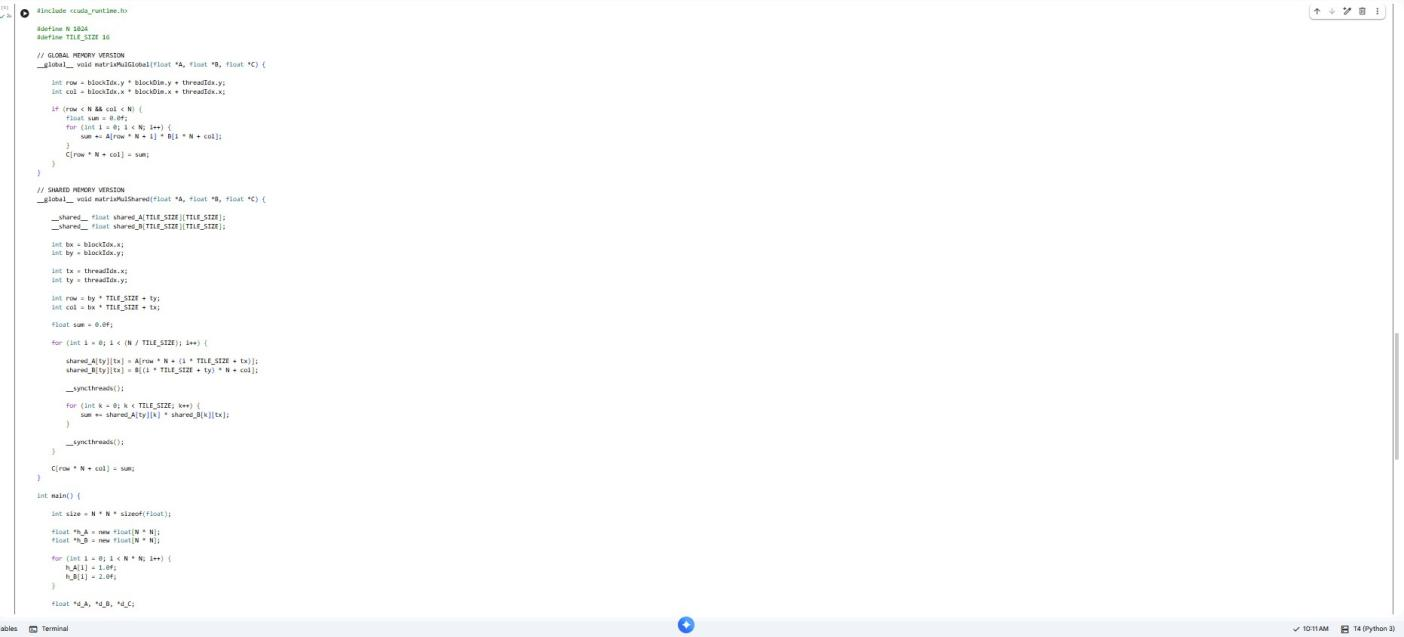 #include <cuda_runtime.h>
#define N 1024
#define TILE_SIZE 16
// GLOBAL MEMORY VERSION
__global__ void matrixMulGlobal(float *A, float *B, float *C) {
int row = blockIdx.y * blockDim.y + threadIdx.y;
int col = blockIdx.x * blockDim.x + threadIdx.x;
if (row < N && col < N) {
float sum = 0.0f;
for (int i = 0; i < N; i++) {
sum += A[row * N + i] * B[i * N + col];
}
C[row * N + col] = sum;
}
}
// SHARED MEMORY VERSION
__global__ void matrixMulShared(float *A, float *B, float *C) {
__shared__ float shared_A[TILE_SIZE][TILE_SIZE];
__shared__ float shared_B[TILE_SIZE][TILE_SIZE];
int bx = blockIdx.x;
int by = blockIdx.y;
int tx = threadIdx.x;
int ty = threadIdx.y;
int row = by * TILE_SIZE + ty;
int col = bx * TILE_SIZE + tx;
float sum = 0.0f;
for (int i = 0; i < (N / TILE_SIZE); i++) {
shared_A[ty][tx] = A[row * N + (i * TILE_SIZE + tx)];
shared_B[ty][tx] = B[(i * TILE_SIZE + ty) * N + col];
__syncthreads();
for (int k = 0; k < TILE_SIZE; k++) {
sum += shared_A[ty][k] * shared_B[k][tx];
}
__syncthreads();
}
C[row * N + col] = sum;
}
int main() {
int size = N * N * sizeof(float);
float *h_A = new float[N * N];
float *h_B = new float[N * N];
for (int i = 0; i < N * N; i++) {
h_A[i] = 1.0f;
h_B[i] = 2.0f;
}
float *d_A, *d_B, *d_C;
ables Terminal 10:11 AM T4 (Python 3)